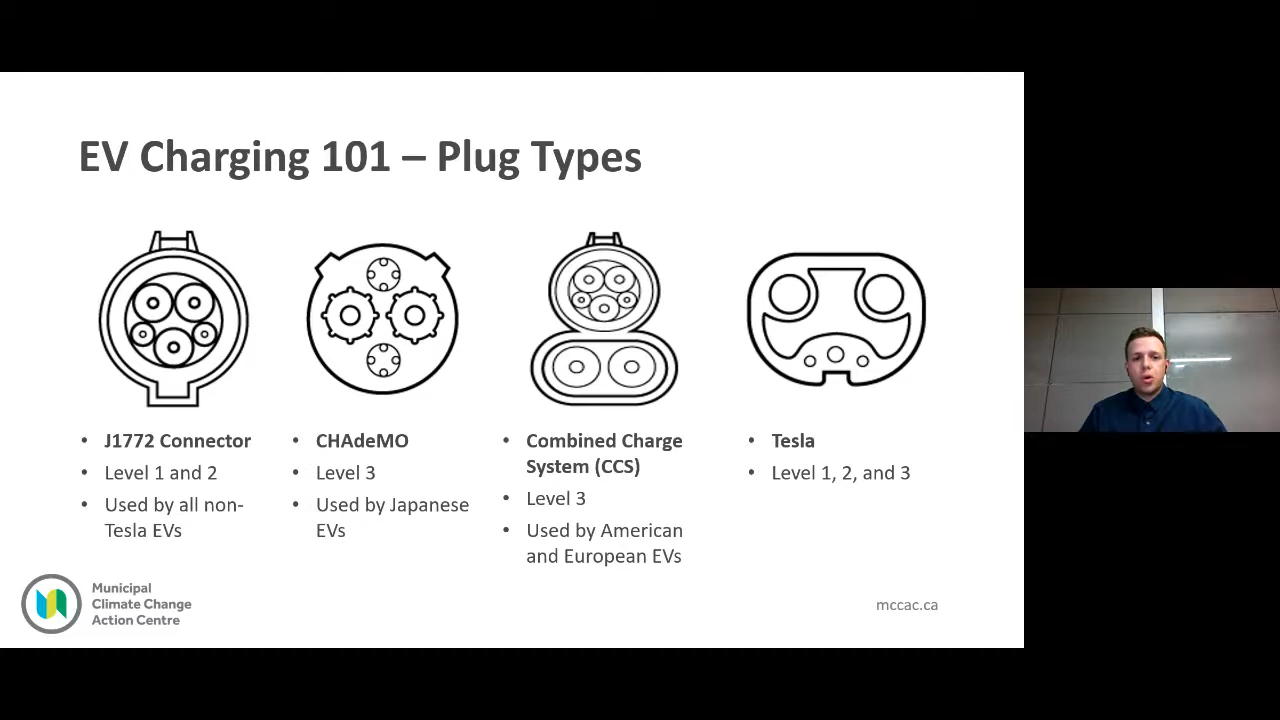 EV Charging 101 – Plug Types
• J1772 Connector
• Level 1 and 2
• Used by all non-
Tesla EVs
• CHAdeMO
• Level 3
• Used by Japanese
EVs
• Combined Charge
System (CCS)
• Level 3
• Used by American
and European EVs
• Tesla
• Level 1, 2, and 3
Municipal
Climate Change
Action Centre
mccac.ca